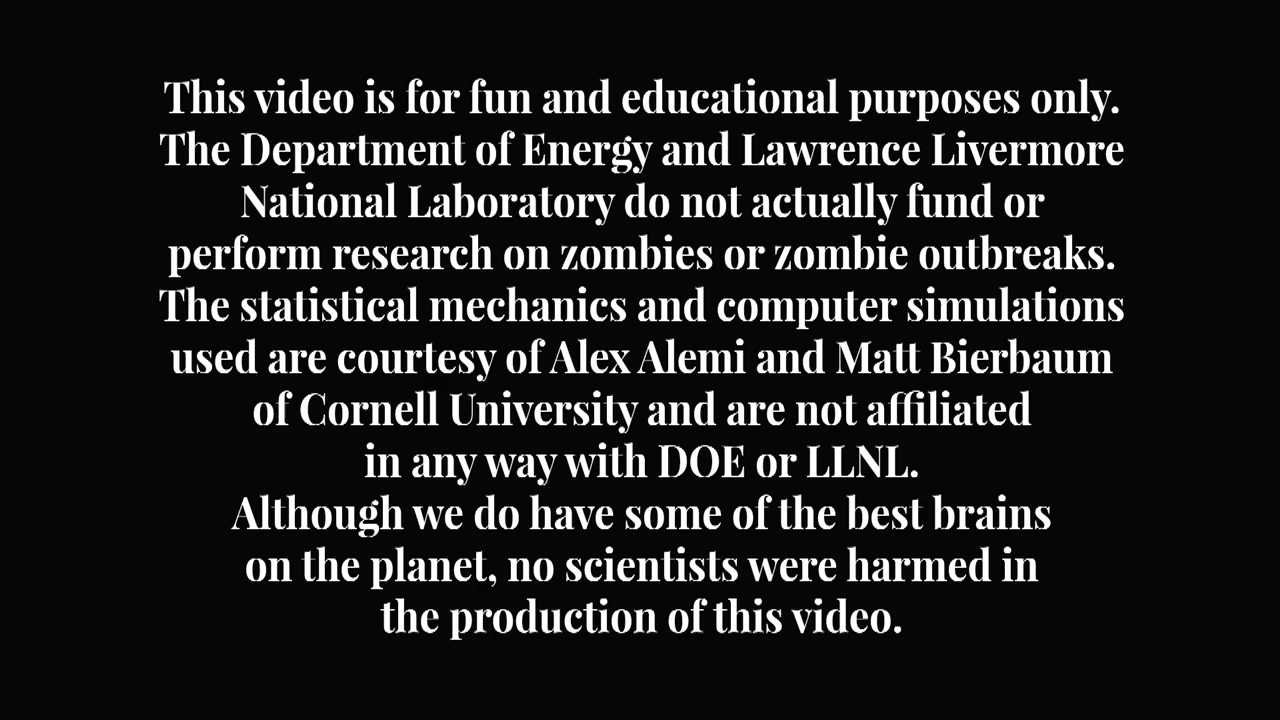 This video is for fun and educational purposes only.
The Department of Energy and Lawrence Livermore
National Laboratory do not actually fund or
perform research on zombies or zombie outbreaks.
The statistical mechanics and computer simulations
used are courtesy of Alex Alemi and Matt Bierbaum
of Cornell University and are not affiliated
in any way with DOE or LLNL.
Although we do have some of the best brains
on the planet, no scientists were harmed in
the production of this video.